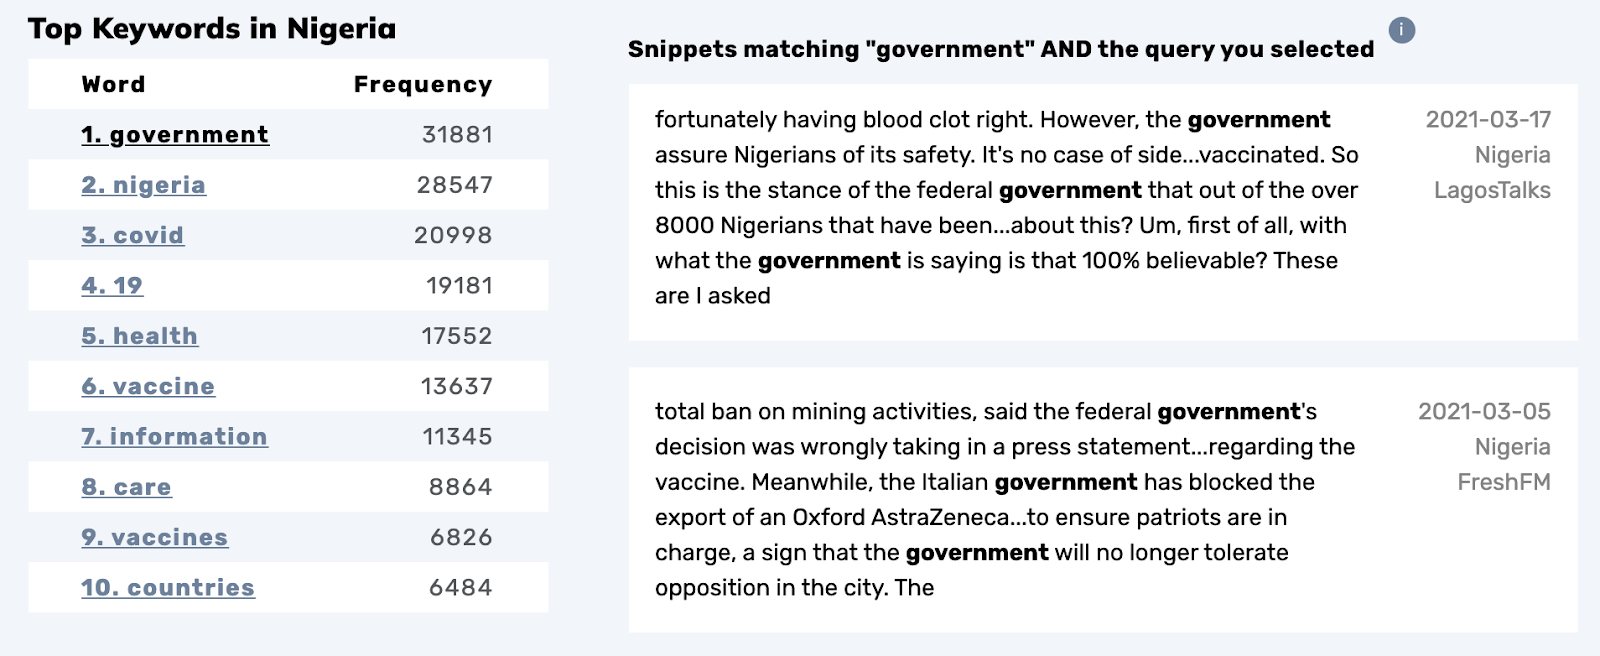 Top Keywords in Nigeria
Word Frequency
1. government 31881
2. nigeria 28547
3. covid 20998
4. 19 19181
5. health 17552
6. vaccine 13637
7. information 11345
8. care 8864
9. vaccines 6826
10. countries 6484
Snippets matching "government" AND the query you selected i
fortunately having blood clot right. However, the government
assure Nigerians of its safety. It's no case of side...vaccinated. So
this is the stance of the federal government that out of the over
8000 Nigerians that have been...about this? Um, first of all, with
what the government is saying is that 100% believable? These
are I asked
2021-03-17
Nigeria
LagosTalks
total ban on mining activities, said the federal government's
decision was wrongly taking in a press statement...regarding the
vaccine. Meanwhile, the Italian government has blocked the
export of an Oxford AstraZeneca...to ensure patriots are in
charge, a sign that the government will no longer tolerate
opposition in the city. The
2021-03-05
Nigeria
FreshFM